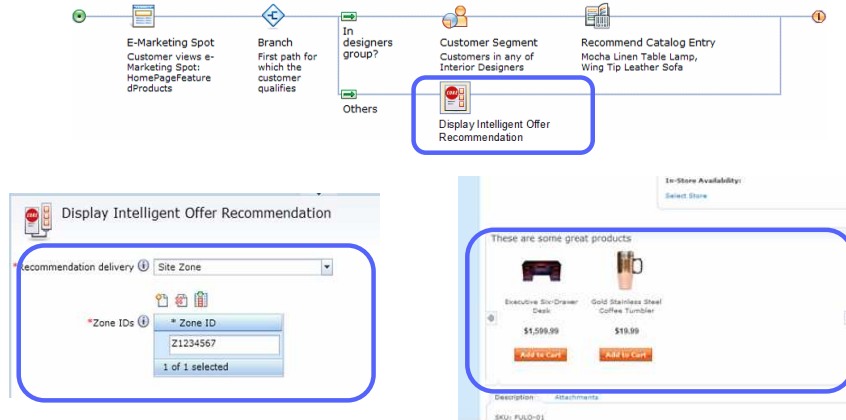 E-Marketing Spot
Customer views e-
Marketing Spot:
HomePageFeature
dProducts
Branch
First path for
which the
customer
qualifies
In
designers
group?
Others
Customer Segment
Customers in any of
Interior Designers
Recommend Catalog Entry
Mocha Linen Table Lamp,
Wing Tip Leather Sofa
CORE
Display Intelligent Offer
Recommendation
CORE
Display Intelligent Offer Recommendation
*Recommendation delivery Site Zone
*Zone IDs * Zone ID
Z1234567
1 of 1 selected
In-Store Availability:
Select Store
These are some great products
Executive Six-Drawer
Desk
$1,599.99
Add to Cart
Gold Stainless Steel
Coffee Tumbler
$19.99
Add to Cart
Description Attachments
SKU: FULO-01